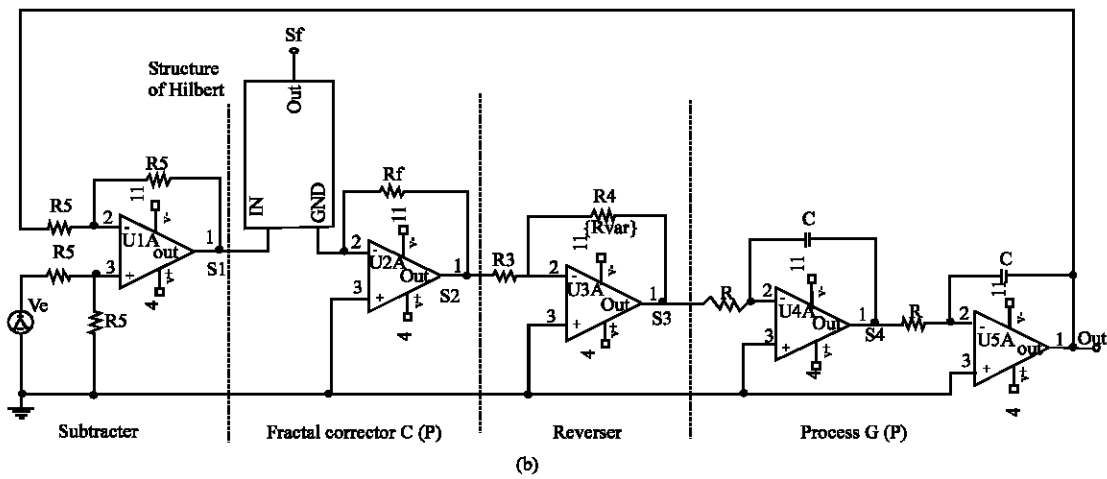 Sf
Structure
of Hilbert
Out
IN
GND
R5
R5
R5
R5
11
V-
2
-
U1A
out
1
3
+
V+
4
S1
Ve
Rf
11
V-
2
-
U2A
Out
1
3
+
V+
4
S2
R3
R4
{Rvar}
11
V-
2
-
U3A
Out
1
3
+
V+
4
S3
R
C
11
V-
2
-
U4A
Out
1
3
+
V+
4
S4
R
C
11
V-
2
-
U5A
out
1
3
+
V+
4
Out
Subtracter
Fractal corrector C (P)
Reverser
Process G (P)
(b)